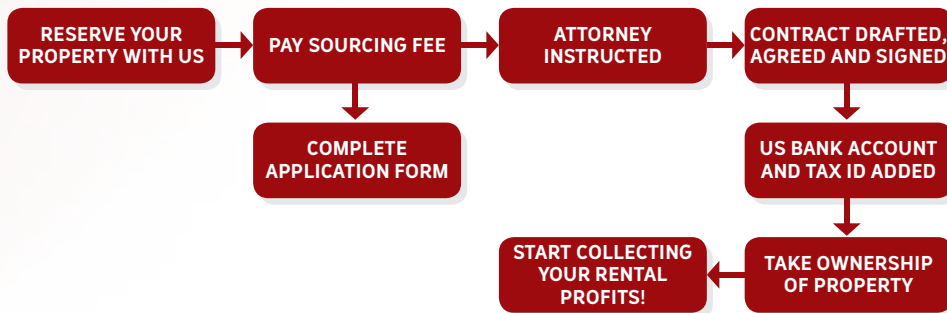 RESERVE YOUR
PROPERTY WITH US
PAY SOURCING FEE
ATTORNEY
INSTRUCTED
CONTRACT DRAFTED,
AGREED AND SIGNED
COMPLETE
APPLICATION FORM
US BANK ACCOUNT
AND TAX ID ADDED
START COLLECTING
YOUR RENTAL
PROFITS!
TAKE OWNERSHIP
OF PROPERTY